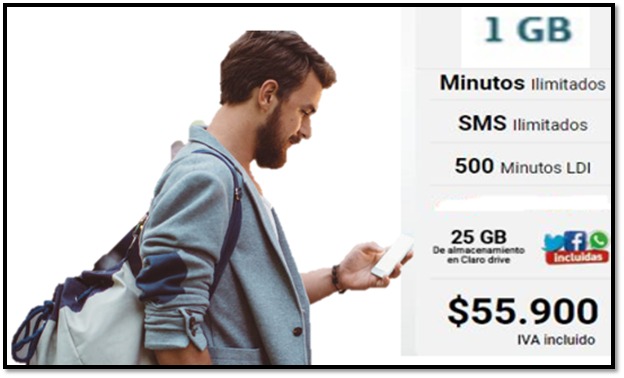 1 GB
Minutos Ilimitados
SMS Ilimitados
500 Minutos LDI
25 GB
De almacenamiento
en Claro drive
incluidas
$55.900
IVA incluido